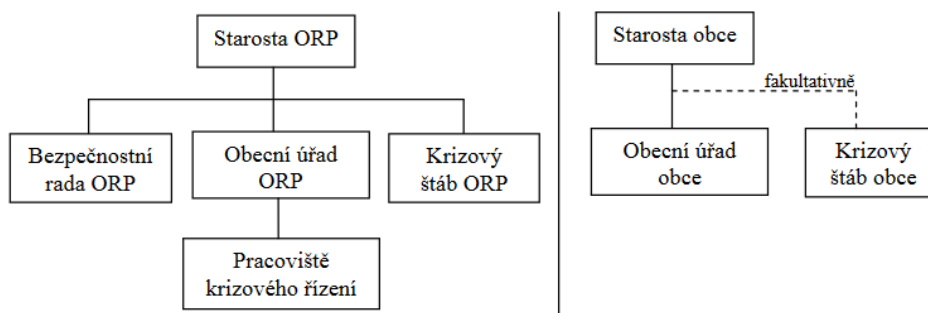 Starosta ORP
Bezpečnostní
rada ORP
Obecní úřad
ORP
Krizový
štáb ORP
Pracoviště
krizového řízení
Starosta obce
fakultativně
Obecní úřad
obce
Krizový
štáb obce